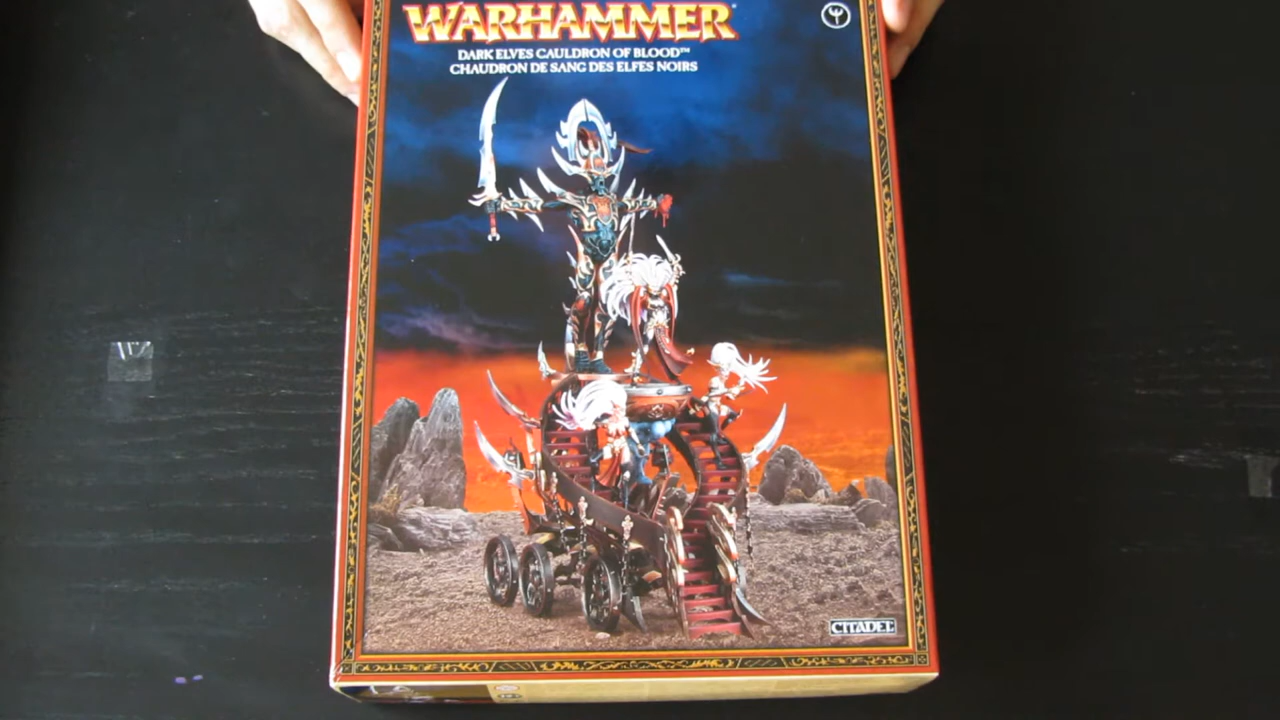 WARHAMMER
DARK ELVES CAULDRON OF BLOOD™
CHAUDRON DE SANG DES ELFES NOIRS
CITADEL